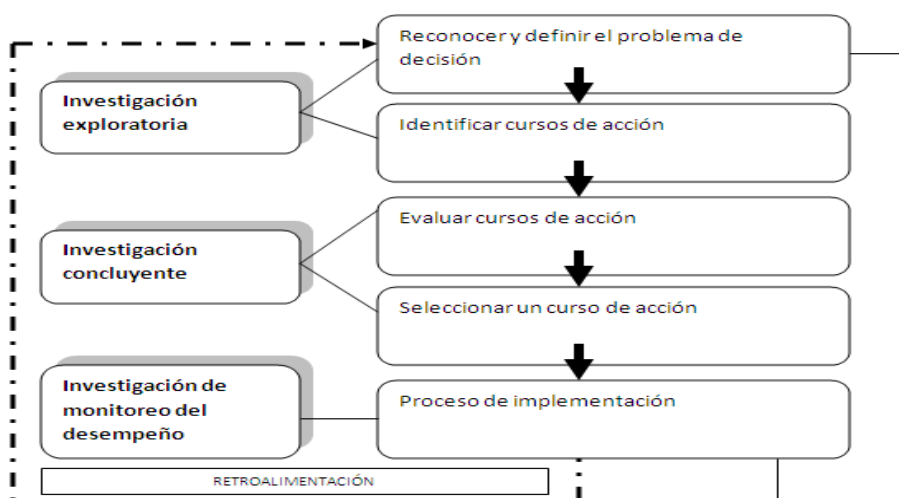 Reconocer y definir el problema de
decisión
Investigación
exploratoria
Identificar cursos de acción
Evaluar cursos de acción
Investigación
concluyente
Seleccionar un curso de acción
Investigación de
monitoreo del
desempeño
Proceso de implementación
RETROALIMENTACIÓN